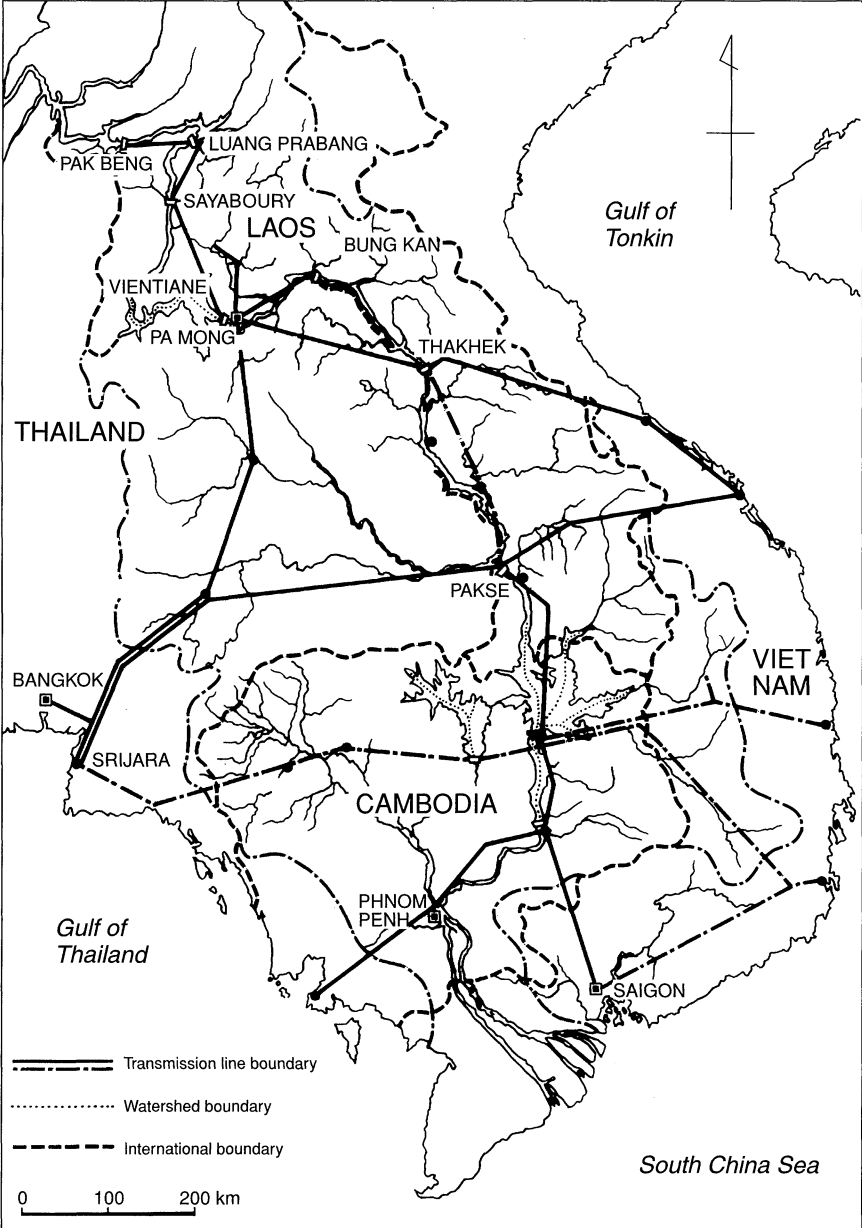 LUANG PRABANG
PAK BENG
SAYABOURY
Gulf of
Tonkin
LAOS
BUNG KAN
VIENTIANE
PA MONG
THAKHEK
THAILAND
PAKSE
BANGKOK
VIET
NAM
SRIJARA
CAMBODIA
PHNOM
PENH
Gulf of
Thailand
SAIGON
Transmission line boundary
Watershed boundary
International boundary
South China Sea
0 100 200 km